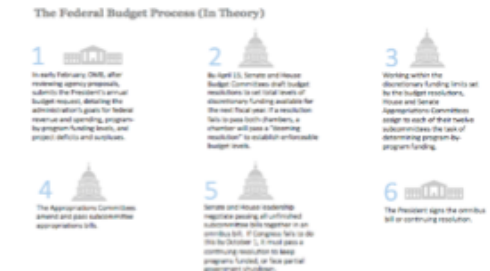 The Federal Budget Process (In Theory)
1
In early February, OMB, after
reviewing agency proposals,
submits the President's annual
budget request, detailing the
administration's goals for federal
revenue and spending, program-
by-program funding levels, and
project deficits and surpluses.
2
By April 15, Senate and House
Budget Committees draft budget
resolutions to set total levels of
discretionary funding available for
the next fiscal year. If a resolution
fails to pass both chambers, a
chamber will pass a "deeming
resolution" to establish enforceable
budget levels.
3
Working within the
discretionary funding limits set
by the budget resolutions,
House and Senate
Appropriations Committees
assign to each of their twelve
subcommittees the task of
determining program-by-
program funding.
4
The Appropriations Committees
amend and pass subcommittee
appropriations bills.
5
Senate and House leadership
negotiate passing all unfinished
subcommittee bills together in an
omnibus bill. If Congress fails to do
this by October 1, it must pass a
continuing resolution to keep
programs funded, or face partial
government shutdown.
6
The President signs the omnibus
bill or continuing resolution.